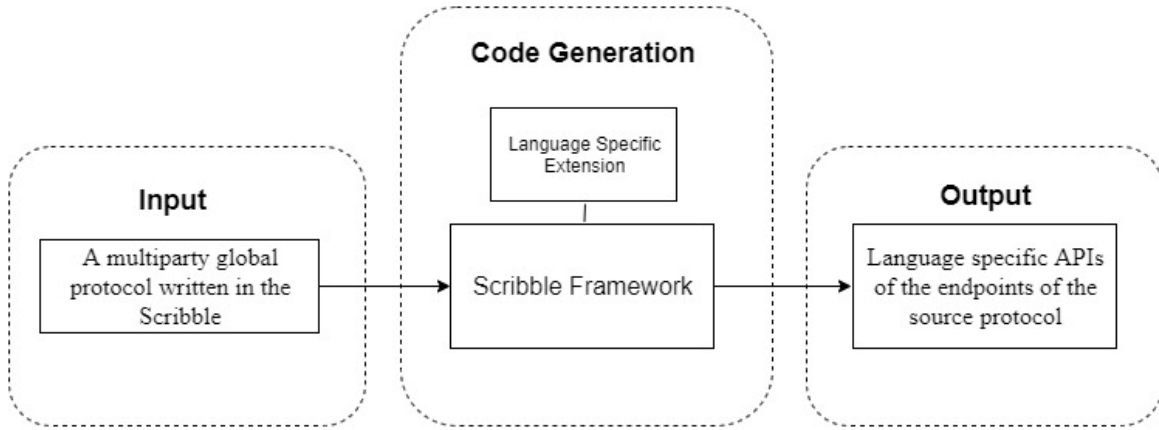 Input
A multiparty global
protocol written in the
Scribble
Code Generation
Language Specific
Extension
Scribble Framework
Output
Language specific APIs
of the endpoints of the
source protocol